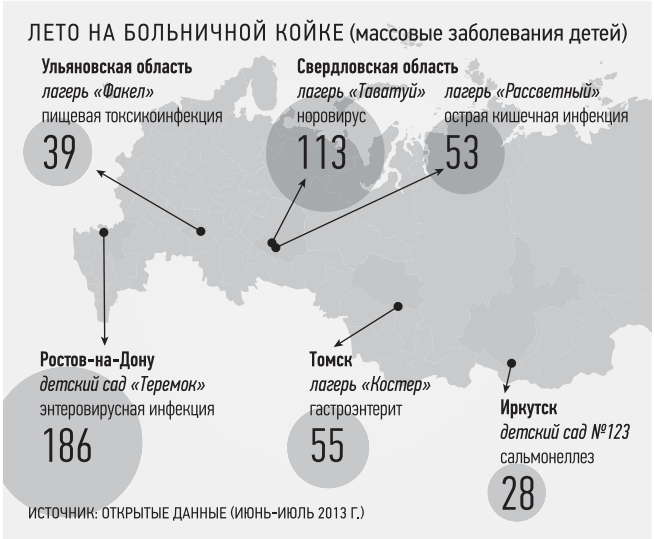 ЛЕТО НА БОЛЬНИЧНОЙ КОЙКЕ (массовые заболевания детей)
Ульяновская область
лагерь «Факел»
пищевая токсикоинфекция
39
Свердловская область
лагерь «Таватуй»
норовирус
113
лагерь «Рассветный»
острая кишечная инфекция
53
Ростов-на-Дону
детский сад «Теремок»
энтеровирусная инфекция
186
Томск
лагерь «Костер»
гастроэнтерит
55
Иркутск
детский сад №123
сальмонеллез
28
ИСТОЧНИК: ОТКРЫТЫЕ ДАННЫЕ (ИЮНЬ-ИЮЛЬ 2013 Г.)